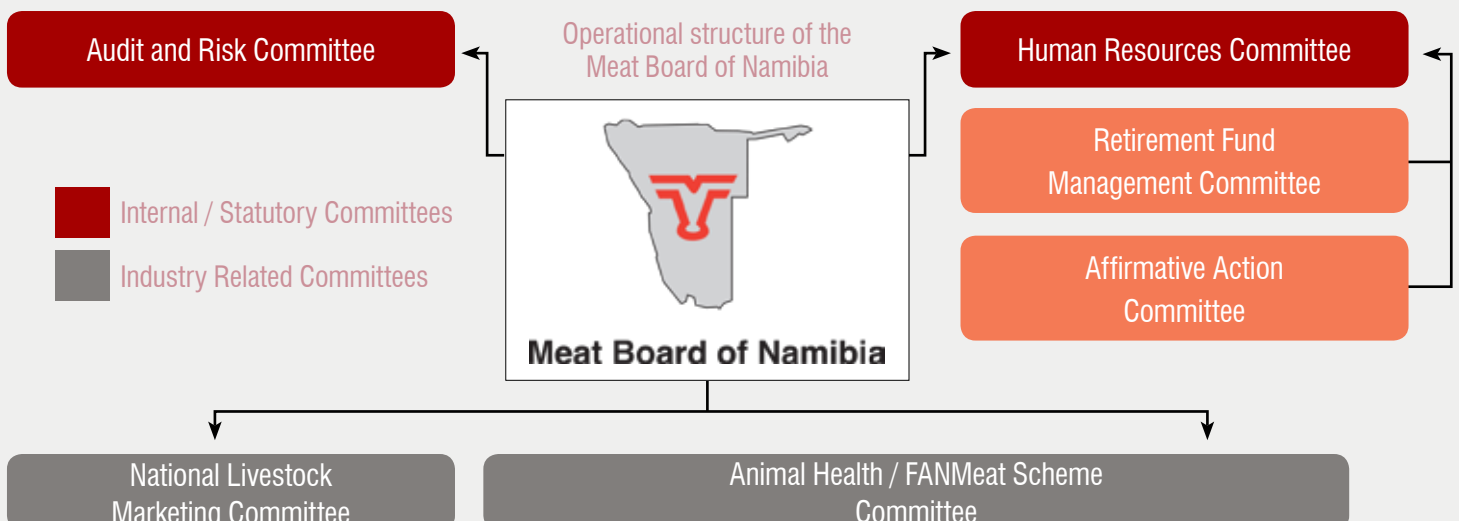 Audit and Risk Committee
Operational structure of the
Meat Board of Namibia
Human Resources Committee
Retirement Fund
Management Committee
Internal / Statutory Committees
Industry Related Committees
Affirmative Action
Committee
Meat Board of Namibia
National Livestock
Marketing Committee
Animal Health / FANMeat Scheme
Committee